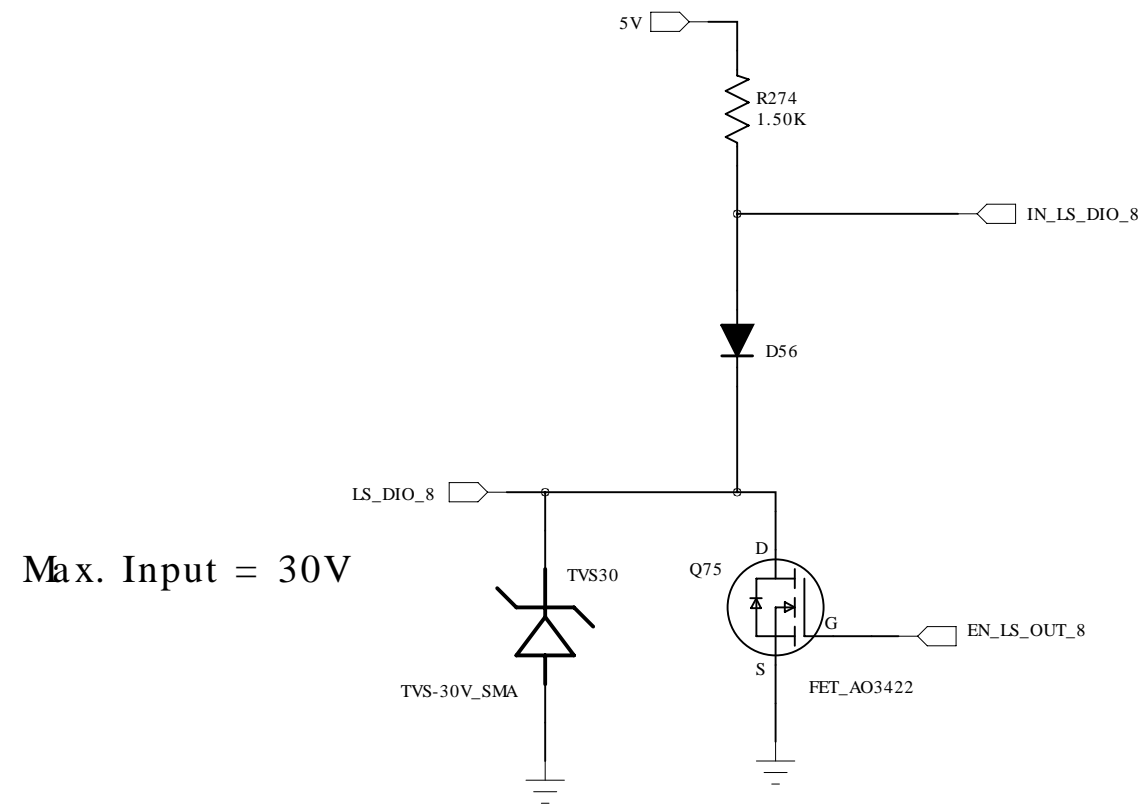 5V
R274
1.50K
IN_LS_DIO_8
D56
LS_DIO_8
Max. Input = 30V
TVS30
TVS-30V_SMA
D
Q75
G
EN_LS_OUT_8
S
FET_AO3422